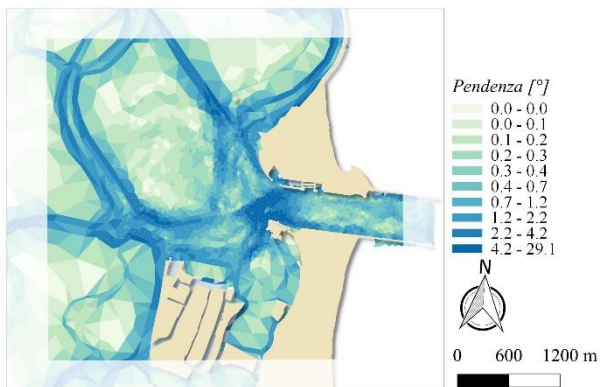 Pendenza [°]
0.0 - 0.0
0.0 - 0.1
0.1 - 0.2
0.2 - 0.3
0.3 - 0.4
0.4 - 0.7
0.7 - 1.2
1.2 - 2.2
2.2 - 4.2
4.2 - 29.1
N
0 600 1200 m